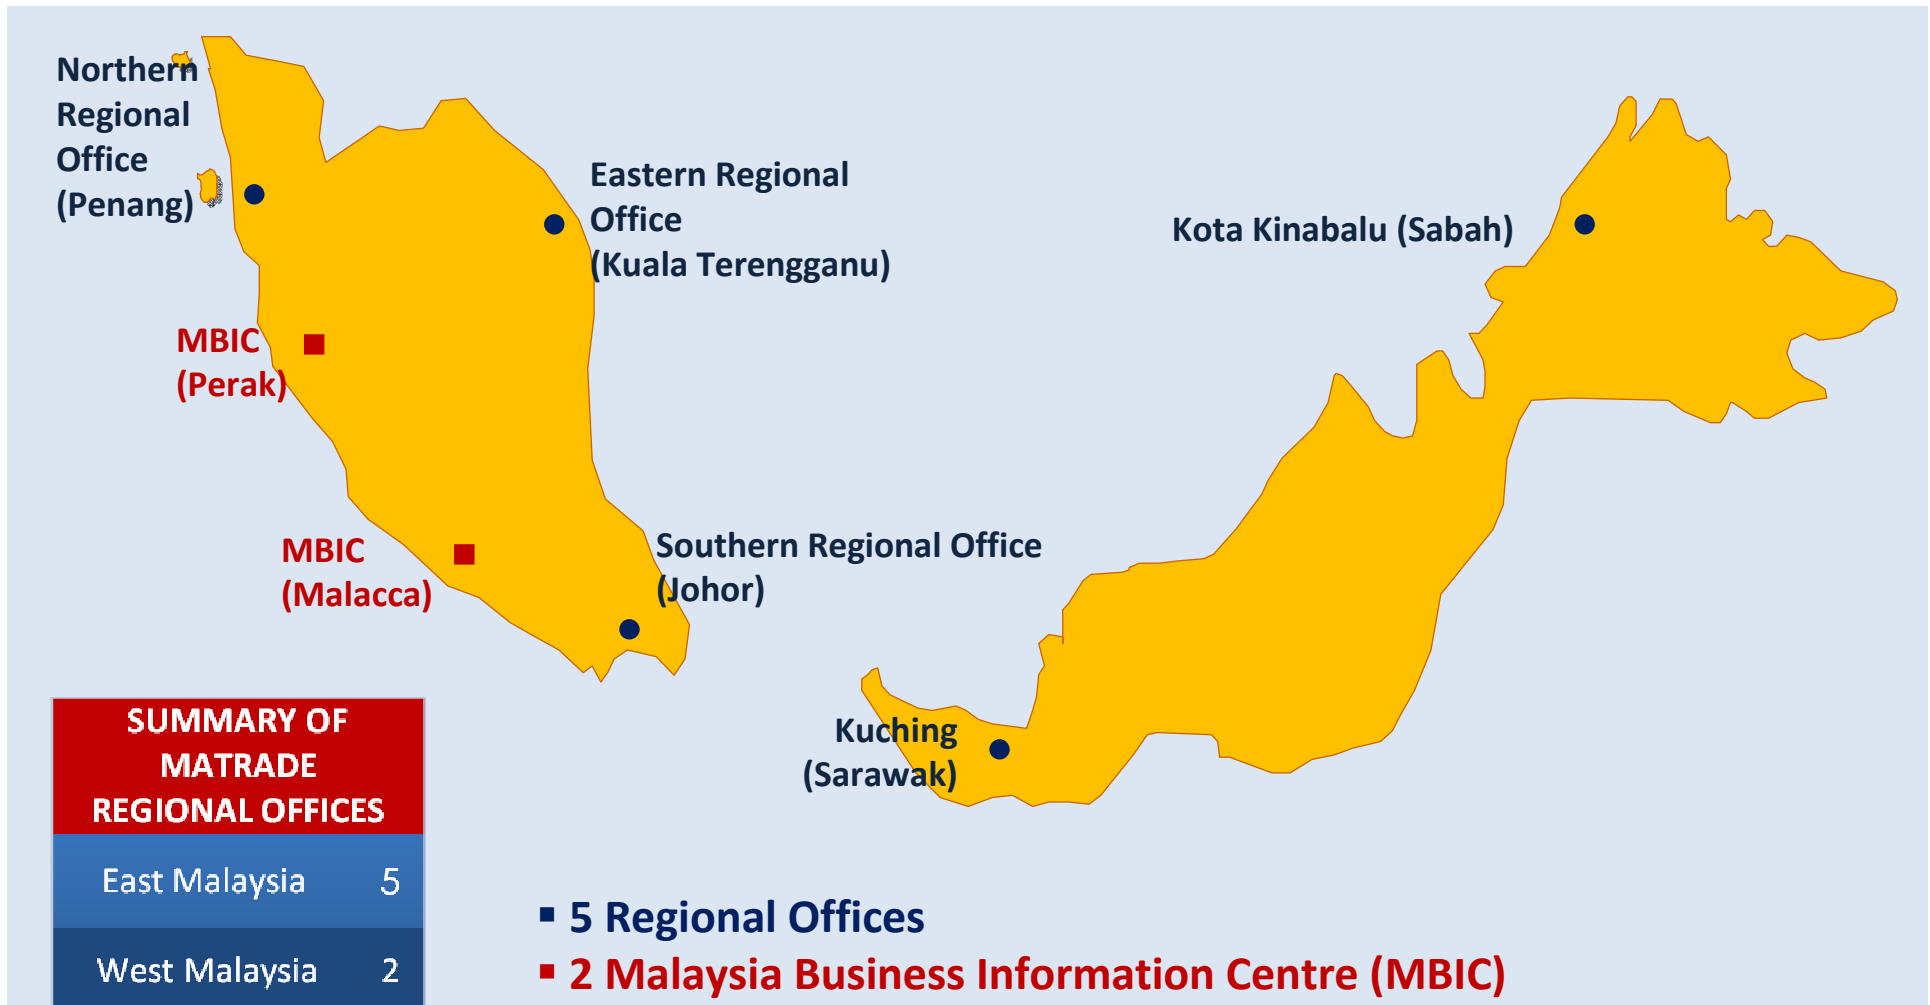 Northern
Regional
Office
(Penang)
Eastern Regional
Office
(Kuala Terengganu)
Kota Kinabalu (Sabah)
MBIC
(Perak)
MBIC
(Malacca)
Southern Regional Office
(Johor)
Kuching
(Sarawak)
SUMMARY OF
MATRADE
REGIONAL OFFICES
East Malaysia 5
West Malaysia 2
▪ 5 Regional Offices
▪ 2 Malaysia Business Information Centre (MBIC)